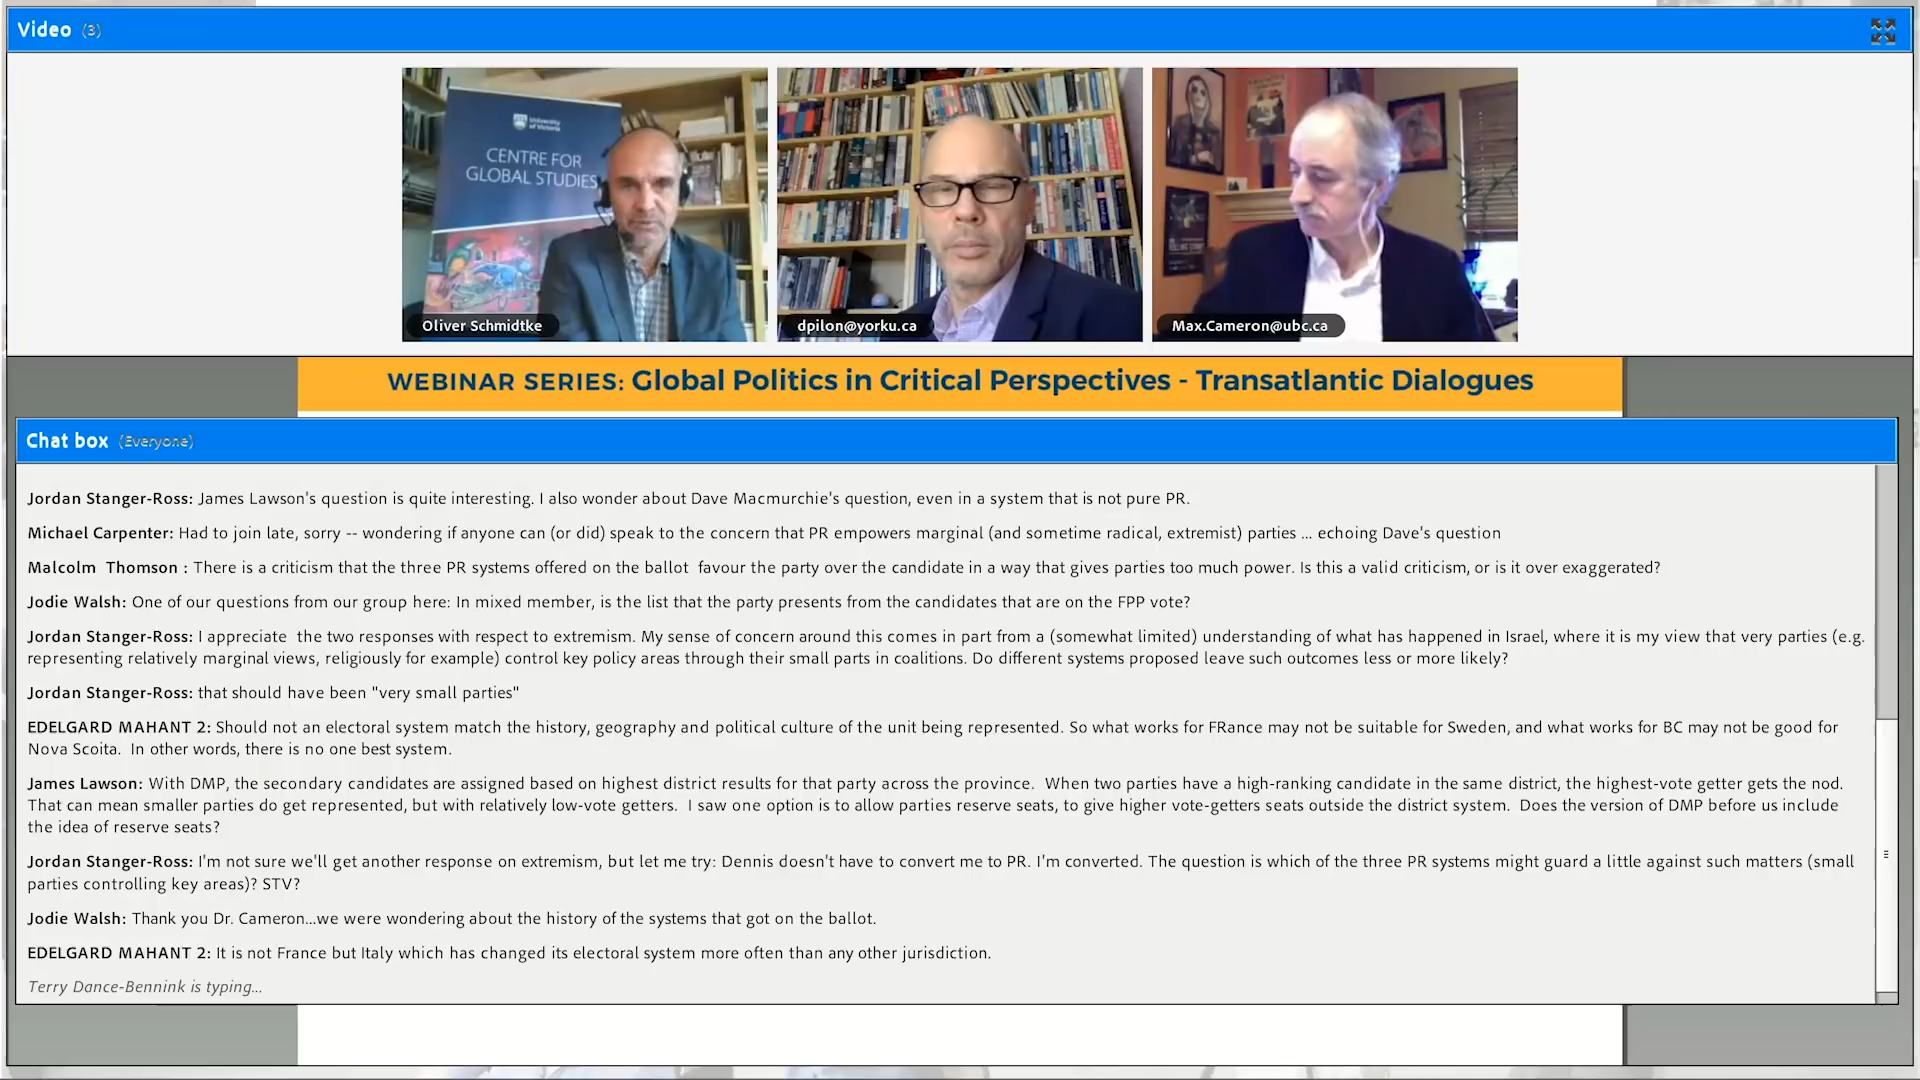 Video (3)
University
of Victoria
CENTRE FOR
GLOBAL STUDIES
Oliver Schmidtke
dpilon@yorku.ca
Max.Cameron@ubc.ca
WEBINAR SERIES: Global Politics in Critical Perspectives - Transatlantic Dialogues
Chat box (Everyone)
Jordan Stanger-Ross: James Lawson's question is quite interesting. I also wonder about Dave Macmurchie's question, even in a system that is not pure PR.
Michael Carpenter: Had to join late, sorry -- wondering if anyone can (or did) speak to the concern that PR empowers marginal (and sometime radical, extremist) parties ... echoing Dave's question
Malcolm  Thomson : There is a criticism that the three PR systems offered on the ballot  favour the party over the candidate in a way that gives parties too much power. Is this a valid criticism, or is it over exaggerated?
Jodie Walsh: One of our questions from our group here: In mixed member, is the list that the party presents from the candidates that are on the FPP vote?
Jordan Stanger-Ross: I appreciate  the two responses with respect to extremism. My sense of concern around this comes in part from a (somewhat limited) understanding of what has happened in Israel, where it is my view that very parties (e.g.
representing relatively marginal views, religiously for example) control key policy areas through their small parts in coalitions. Do different systems proposed leave such outcomes less or more likely?
Jordan Stanger-Ross: that should have been "very small parties"
EDELGARD MAHANT 2: Should not an electoral system match the history, geography and political culture of the unit being represented. So what works for FRance may not be suitable for Sweden, and what works for BC may not be good for
Nova Scoita.  In other words, there is no one best system.
James Lawson: With DMP, the secondary candidates are assigned based on highest district results for that party across the province.  When two parties have a high-ranking candidate in the same district, the highest-vote getter gets the nod.
That can mean smaller parties do get represented, but with relatively low-vote getters.  I saw one option is to allow parties reserve seats, to give higher vote-getters seats outside the district system.  Does the version of DMP before us include
the idea of reserve seats?
Jordan Stanger-Ross: I'm not sure we'll get another response on extremism, but let me try: Dennis doesn't have to convert me to PR. I'm converted. The question is which of the three PR systems might guard a little against such matters (small
parties controlling key areas)? STV?
Jodie Walsh: Thank you Dr. Cameron...we were wondering about the history of the systems that got on the ballot.
EDELGARD MAHANT 2: It is not France but Italy which has changed its electoral system more often than any other jurisdiction.
Terry Dance-Bennink is typing...